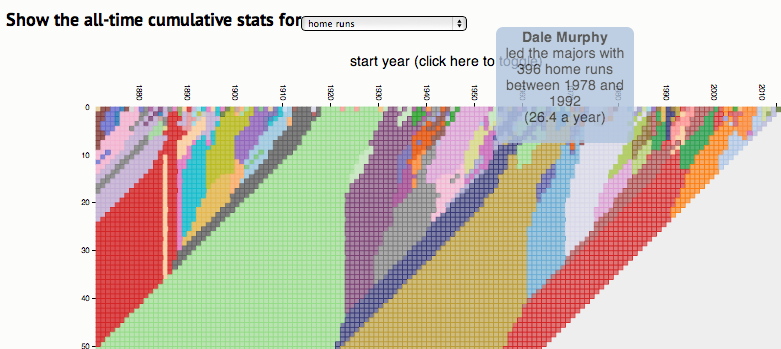 Show the all-time cumulative stats for home runs
Dale Murphy
led the majors with
396 home runs
between 1978 and
1992
(26.4 a year)
start year (click here to toggle)
1880 1890 1900 1910 1920 1930 1940 1950 1990 2000 2010
0
10
20
30
40
50